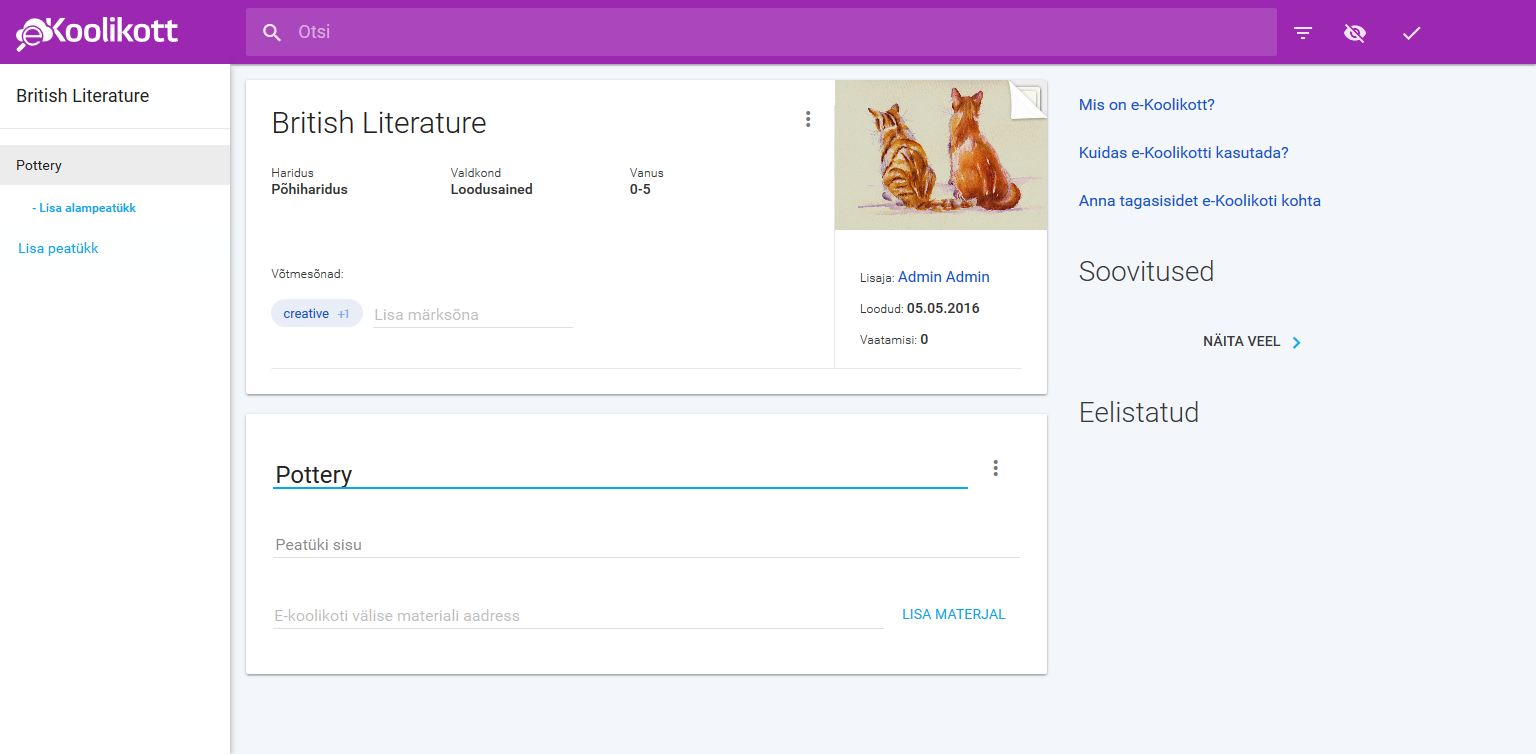 e-Koolikott
Otsi
British Literature
Pottery
- Lisa alampeatükk
Lisa peatükk
British Literature
Haridus
Põhiharidus
Valdkond
Loodusained
Vanus
0-5
Võtmesõnad:
creative +1
Lisa märksõna
Lisaja: Admin Admin
Loodud: 05.05.2016
Vaatamisi: 0
Pottery
Peatüki sisu
E-koolikoti välise materiali aadress
LISA MATERJAL
Mis on e-Koolikott?
Kuidas e-Koolikotti kasutada?
Anna tagasisidet e-Koolikoti kohta
Soovitused
NÄITA VEEL
Eelistatud